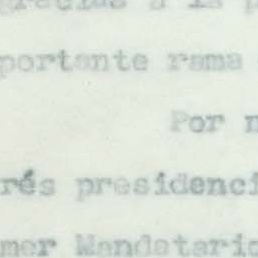 gracias a la p
portante rama
Por n
rés presidenci
mer Mandatario